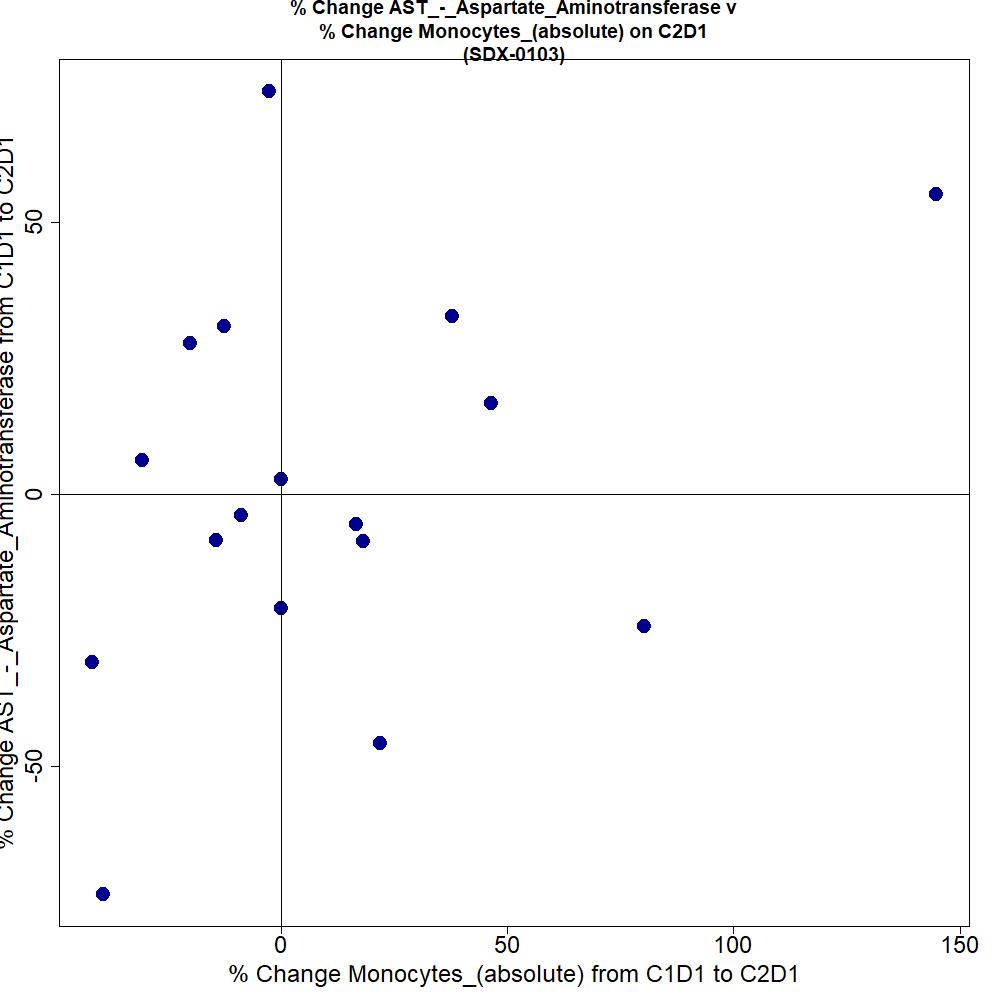 % Change AST_-_Aspartate_Aminotransferase v
% Change Monocytes_(absolute) on C2D1
(SDX-0103)
% Change AST_-_Aspartate_Aminotransferase from C1D1 to C2D1
50
0
-50
0
50
100
150
% Change Monocytes_(absolute) from C1D1 to C2D1